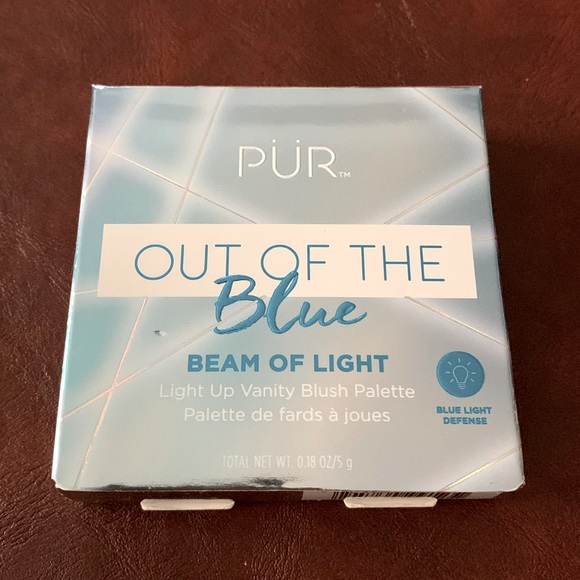 PÜR™
OUT OF THE
Blue
BEAM OF LIGHT
Light Up Vanity Blush Palette
Palette de fards à joues
BLUE LIGHT
DEFENSE
TOTAL NET WT. 0.18 OZ/5 g